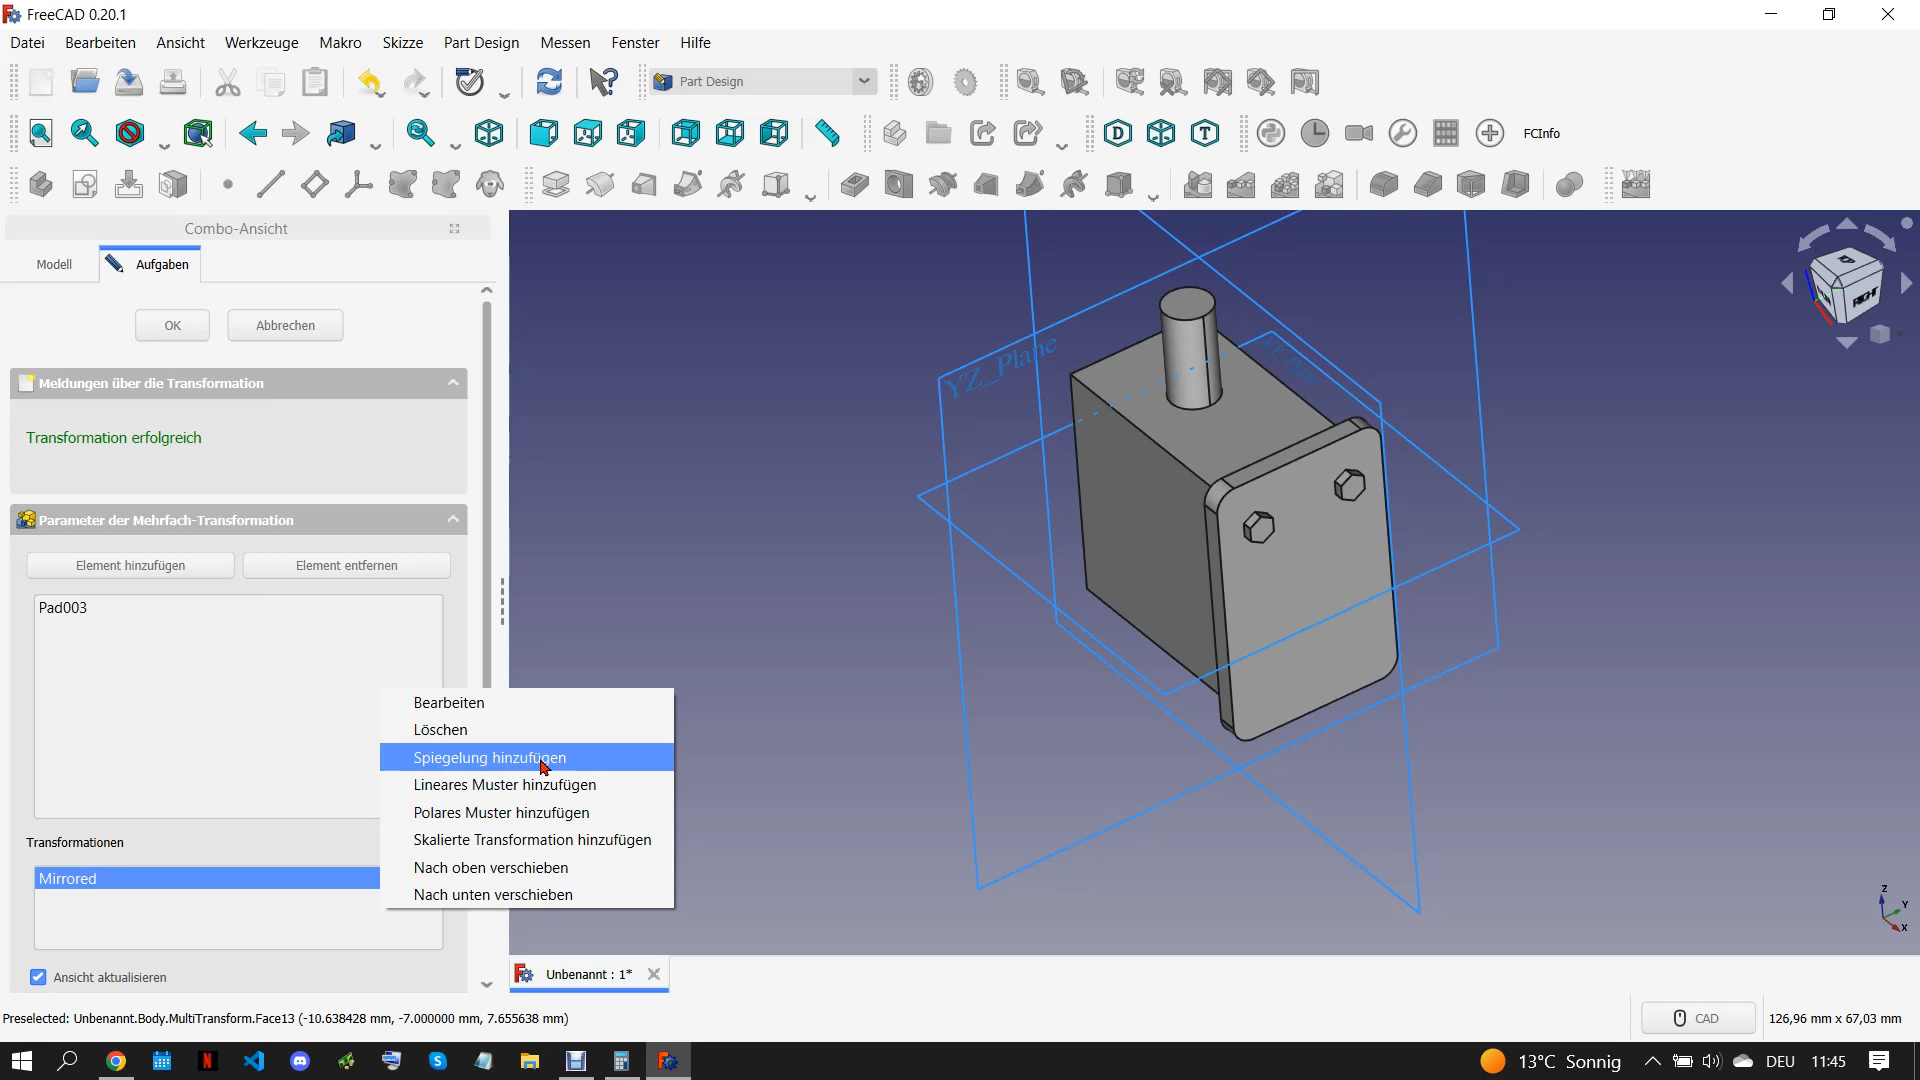 FreeCAD 0.20.1
Datei Bearbeiten Ansicht Werkzeuge Makro Skizze Part Design Messen Fenster Hilfe
Part Design
FCInfo
Combo-Ansicht
Modell Aufgaben
OK Abbrechen
Meldungen über die Transformation
Transformation erfolgreich
Parameter der Mehrfach-Transformation
Element hinzufügen Element entfernen
Pad003
Bearbeiten
Löschen
Spiegelung hinzufügen
Lineares Muster hinzufügen
Polares Muster hinzufügen
Skalierte Transformation hinzufügen
Nach oben verschieben
Nach unten verschieben
Transformationen
Mirrored
Ansicht aktualisieren
YZ_Plane
RIGHT
Z
Y
X
Unbenannt : 1*
Preselected: Unbenannt.Body.MultiTransform.Face13 (-10.638428 mm, -7.000000 mm, 7.655638 mm)
CAD 126,96 mm x 67,03 mm
13°C Sonnig DEU 11:45